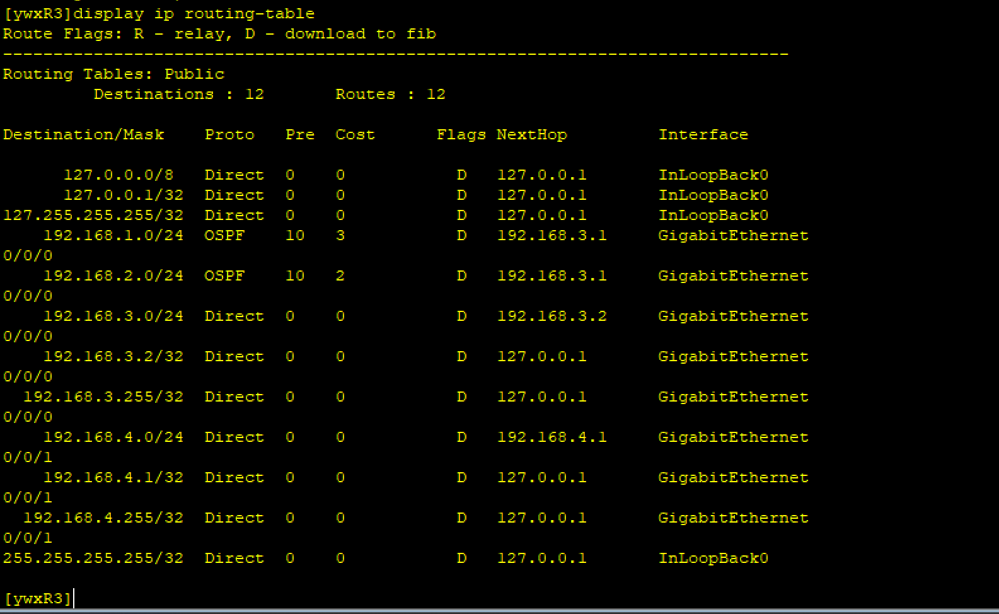 [ywxR3]display ip routing-table
Route Flags: R - relay, D - download to fib
------------------------------------------------------------------------------
Routing Tables: Public
         Destinations : 12       Routes : 12

Destination/Mask    Proto   Pre  Cost      Flags NextHop         Interface

      127.0.0.0/8   Direct  0    0           D   127.0.0.1       InLoopBack0
      127.0.0.1/32  Direct  0    0           D   127.0.0.1       InLoopBack0
127.255.255.255/32  Direct  0    0           D   127.0.0.1       InLoopBack0
    192.168.1.0/24  OSPF    10   3           D   192.168.3.1     GigabitEthernet
0/0/0
    192.168.2.0/24  OSPF    10   2           D   192.168.3.1     GigabitEthernet
0/0/0
    192.168.3.0/24  Direct  0    0           D   192.168.3.2     GigabitEthernet
0/0/0
    192.168.3.2/32  Direct  0    0           D   127.0.0.1       GigabitEthernet
0/0/0
  192.168.3.255/32  Direct  0    0           D   127.0.0.1       GigabitEthernet
0/0/0
    192.168.4.0/24  Direct  0    0           D   192.168.4.1     GigabitEthernet
0/0/1
    192.168.4.1/32  Direct  0    0           D   127.0.0.1       GigabitEthernet
0/0/1
  192.168.4.255/32  Direct  0    0           D   127.0.0.1       GigabitEthernet
0/0/1
255.255.255.255/32  Direct  0    0           D   127.0.0.1       InLoopBack0

[ywxR3]